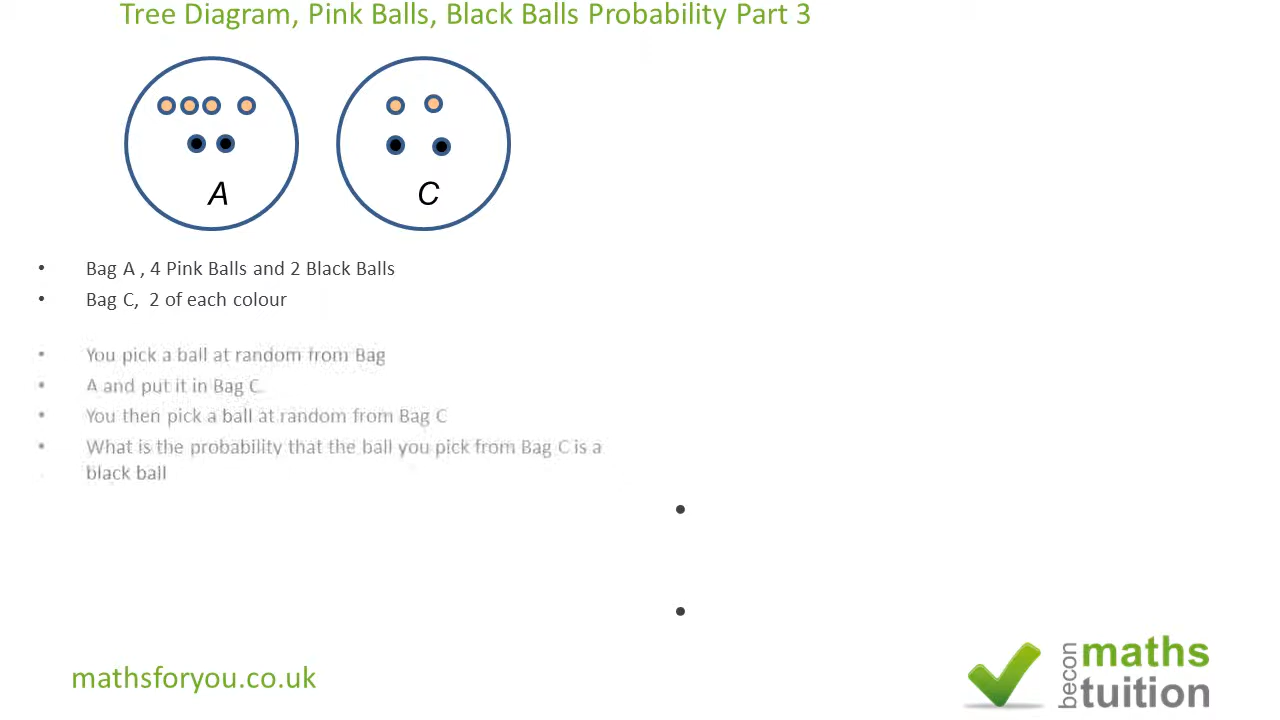 Tree Diagram, Pink Balls, Black Balls Probability Part 3
A
C
• Bag A , 4 Pink Balls and 2 Black Balls
• Bag C, 2 of each colour
• You pick a ball at random from Bag
• A and put it in Bag C
• You then pick a ball at random from Bag C
• What is the probability that the ball you pick from Bag C is a
black ball
•
•
mathsforyou.co.uk
becon
maths
tuition